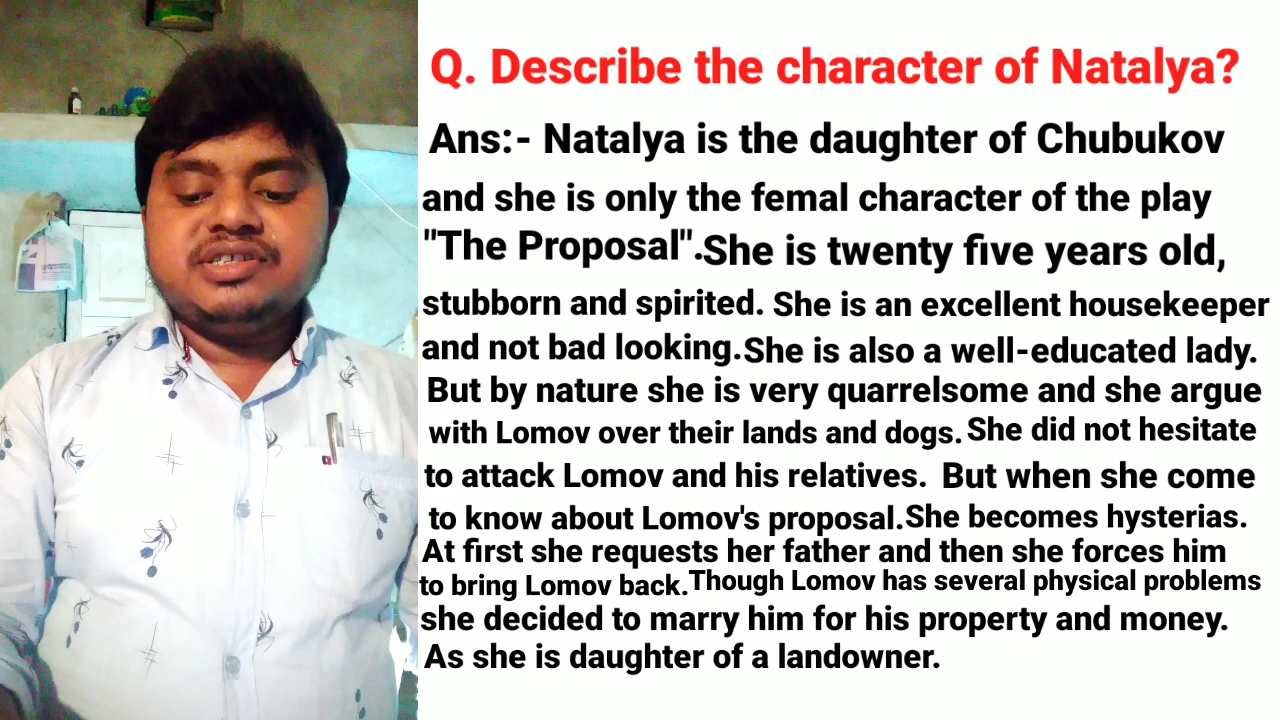 Q. Describe the character of Natalya?
Ans:- Natalya is the daughter of Chubukov
and she is only the femal character of the play
"The Proposal".She is twenty five years old,
stubborn and spirited. She is an excellent housekeeper
and not bad looking.She is also a well-educated lady.
But by nature she is very quarrelsome and she argue
with Lomov over their lands and dogs. She did not hesitate
to attack Lomov and his relatives. But when she come
to know about Lomov's proposal.She becomes hysterias.
At first she requests her father and then she forces him
to bring Lomov back.Though Lomov has several physical problems
she decided to marry him for his property and money.
As she is daughter of a landowner.